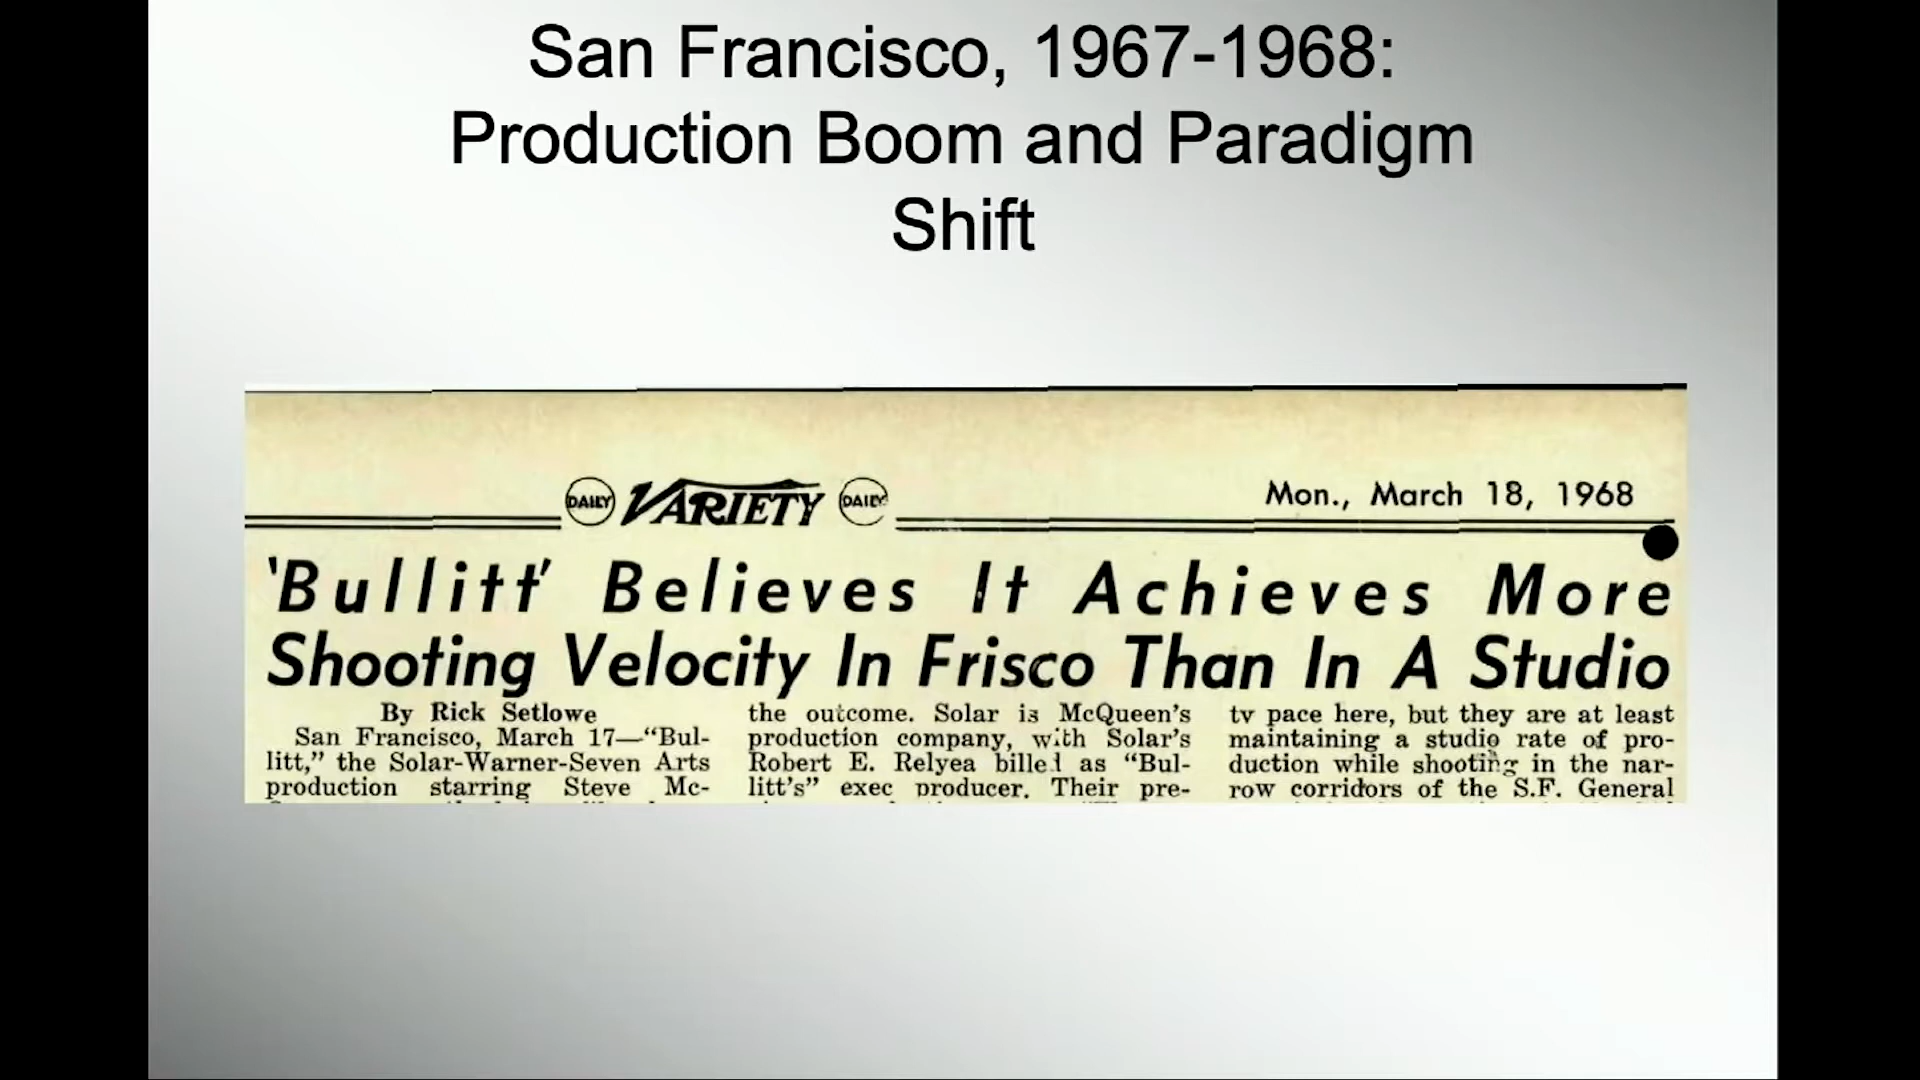 San Francisco, 1967-1968:
Production Boom and Paradigm
Shift
DAILY VARIETY DAILY
Mon., March 18, 1968
'Bullitt' Believes It Achieves More
Shooting Velocity In Frisco Than In A Studio
By Rick Setlowe
San Francisco, March 17—“Bul-
litt,” the Solar-Warner-Seven Arts
production starring Steve Mc-
the outcome. Solar is McQueen's
production company, with Solar's
Robert E. Relyea billed as “Bul-
litt's” exec producer. Their pre-
tv pace here, but they are at least
maintaining a studio rate of pro-
duction while shooting in the nar-
row corridors of the S.F. General